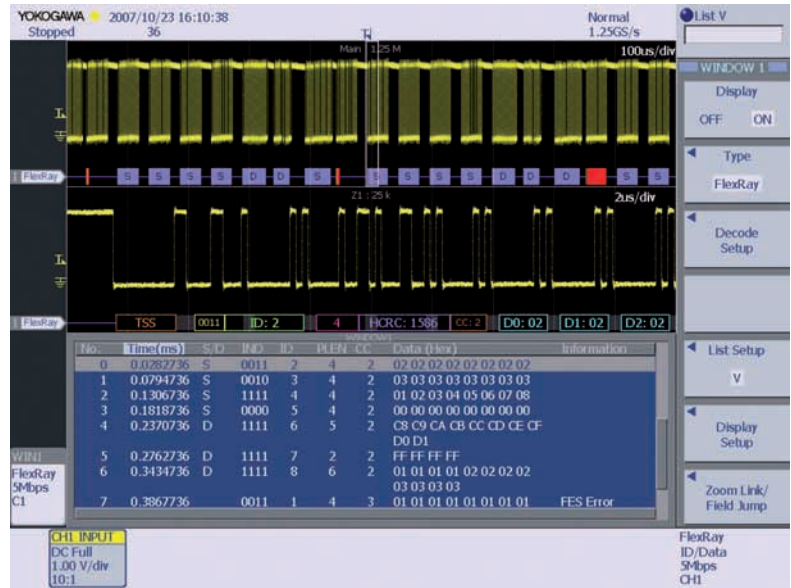 YOKOGAWA 2007/10/23 16:10:38
Normal
Stopped 36
1.25GS/s
List V
Main 1.25 M
100us/div
WINDOW 1
Display
OFF ON
Type
FlexRay
Decode
Setup
List Setup
V
Display
Setup
Zoom Link/
Field Jump
1 FlexRay S S S S D D S S S S S D D D S S
Z1 : 25 k
2us/div
1 FlexRay TSS 0011 ID: 2 4 HCRC: 1586 CC: 2 D0: 02 D1: 02 D2: 02
WINDOW1
No. Time(ms) S/D IND ID PLEN CC Data (Hex) Information
0 0.0282736 S 0011 2 4 2 02 02 02 02 02 02 02 02
1 0.0794736 S 0010 3 4 2 03 03 03 03 03 03 03 03
2 0.1306736 S 1111 4 4 2 01 02 03 04 05 06 07 08
3 0.1818736 S 0000 5 4 2 00 00 00 00 00 00 00 00
4 0.2370736 D 1111 6 5 2 C8 C9 CA CB CC CD CE CF
D0 D1
5 0.2762736 D 1111 7 2 2 FF FF FF FF
6 0.3434736 D 1111 8 6 2 01 01 01 01 02 02 02 02
03 03 03 03
7 0.3867736 0011 1 4 3 01 01 01 01 01 01 01 01 FES Error
WIN1
FlexRay
5Mbps
C1
CH1 INPUT
DC Full
1.00 V/div
10:1
FlexRay
ID/Data
5Mbps
CH1